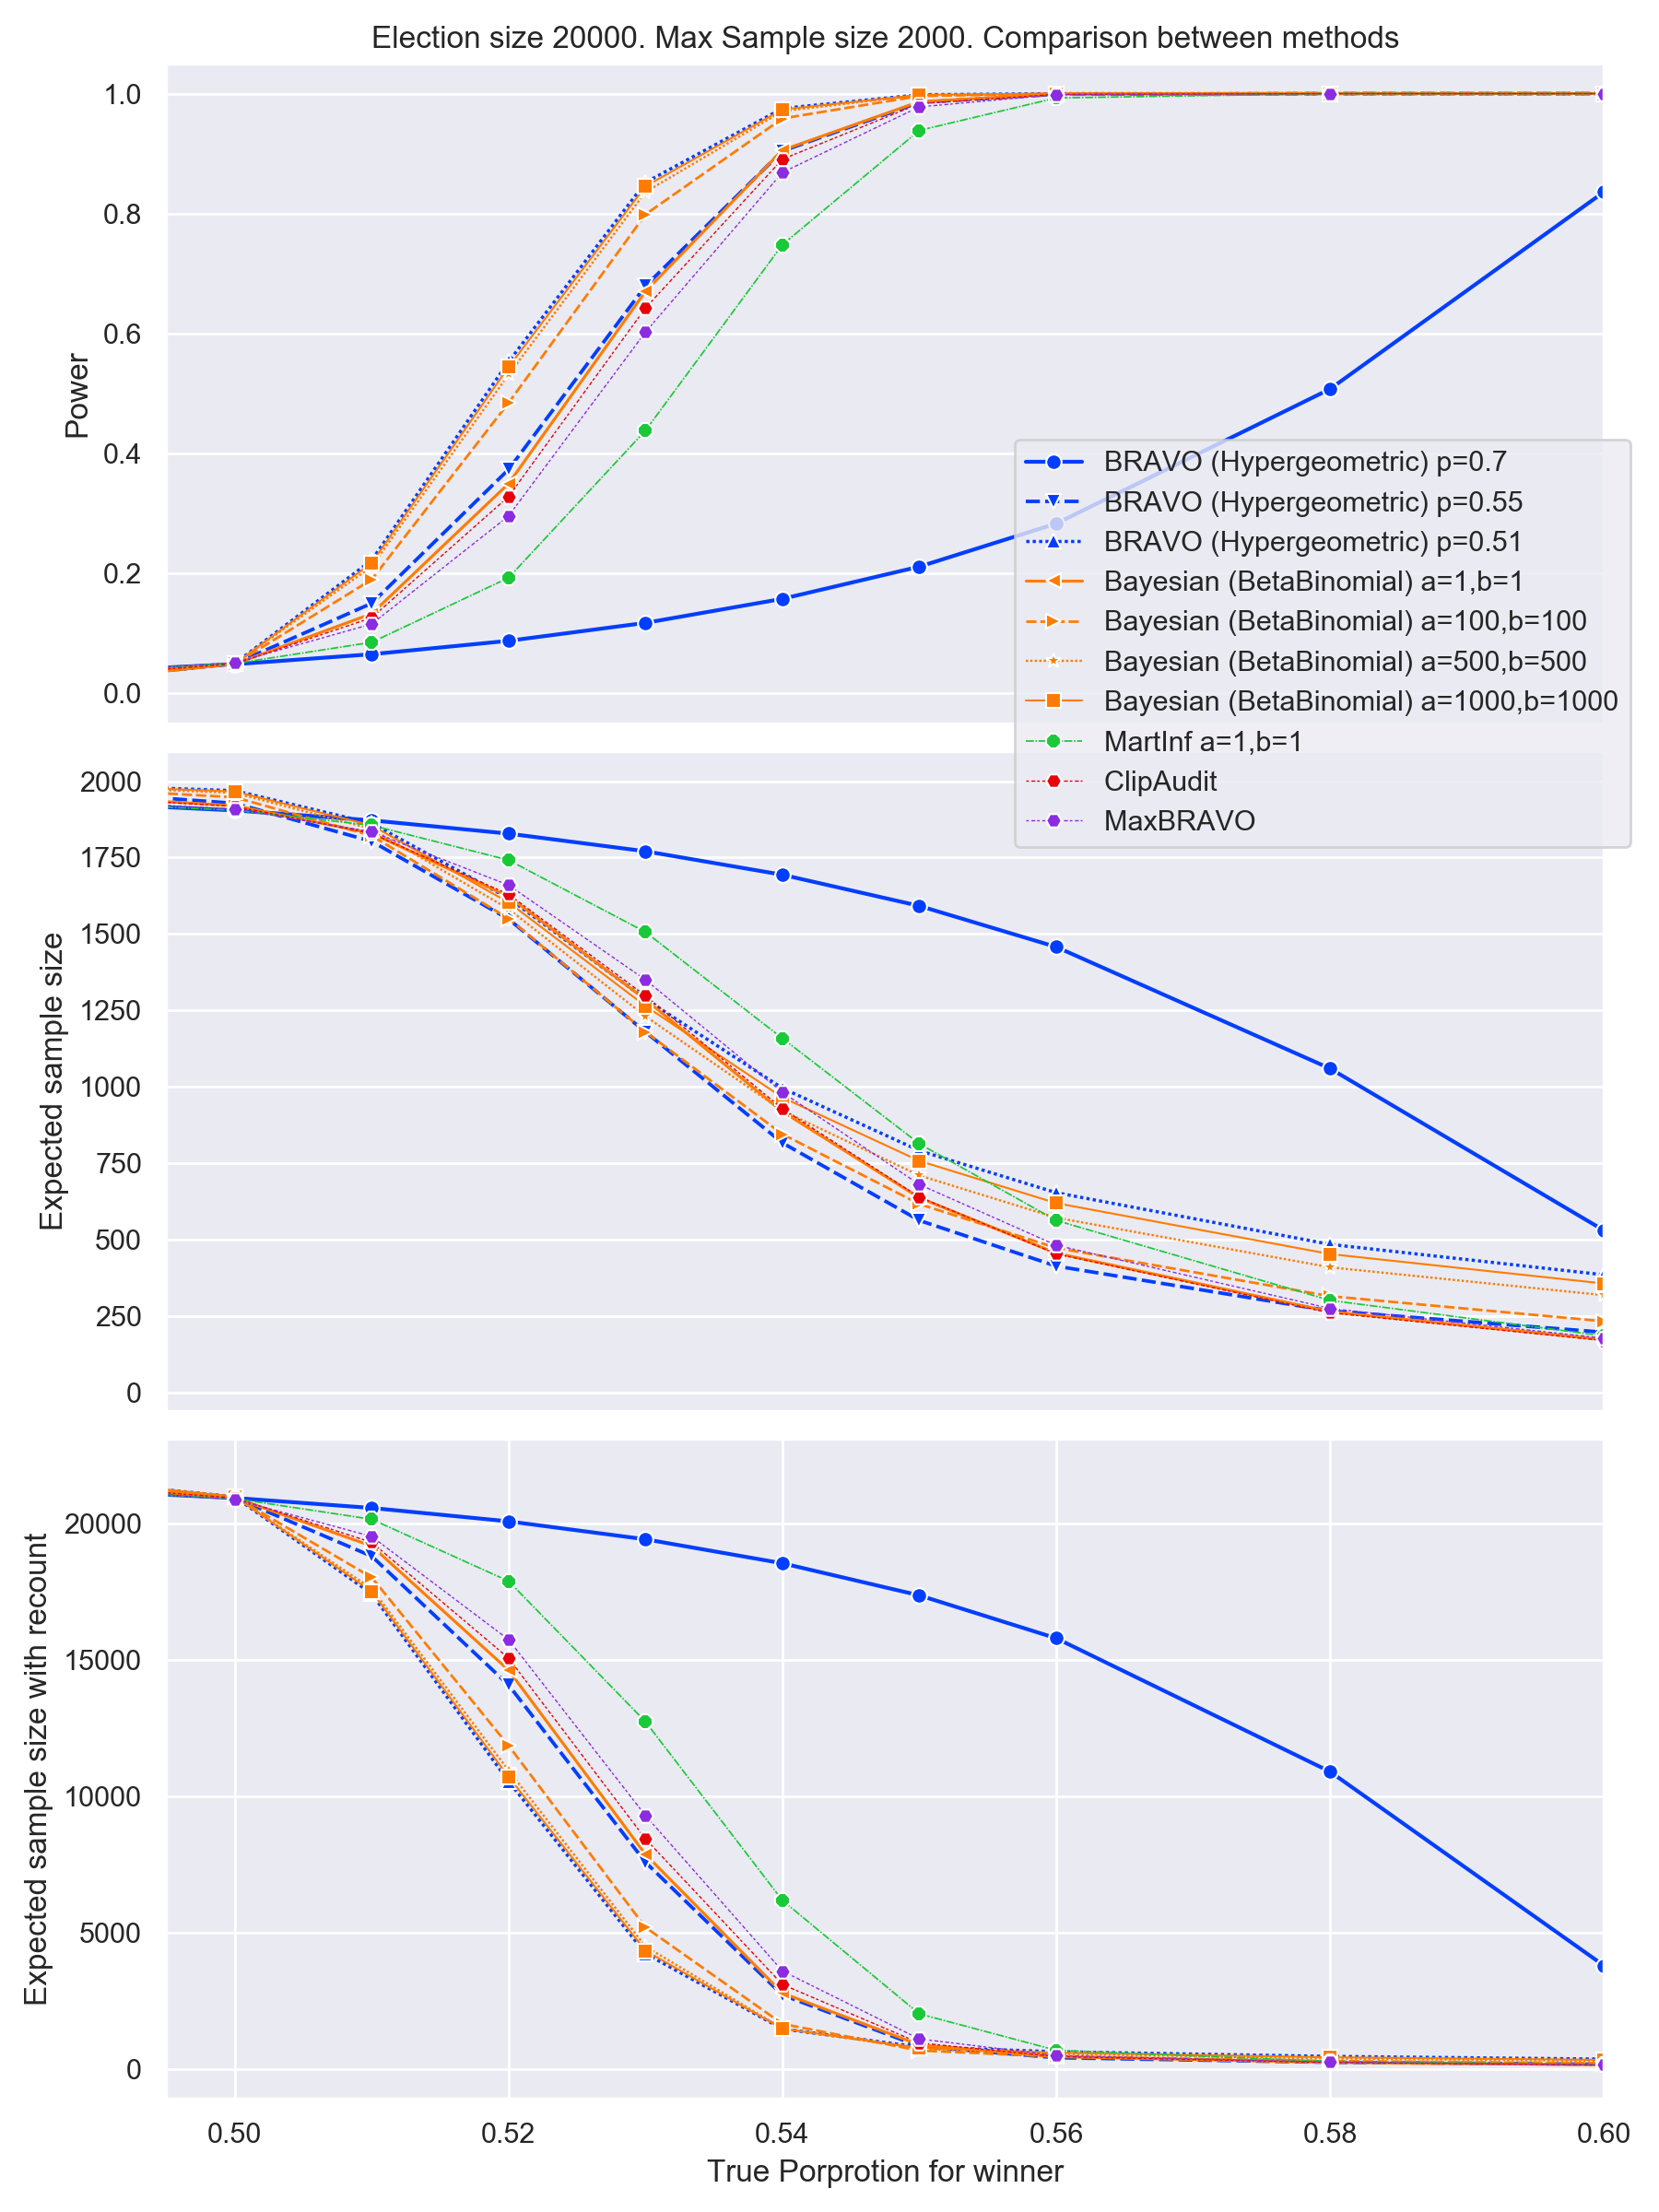 Election size 20000. Max Sample size 2000. Comparison between methods
1.0
0.8
0.6
0.4
0.2
0.0
Power
BRAVO (Hypergeometric) p=0.7
BRAVO (Hypergeometric) p=0.55
BRAVO (Hypergeometric) p=0.51
Bayesian (BetaBinomial) a=1,b=1
Bayesian (BetaBinomial) a=100,b=100
Bayesian (BetaBinomial) a=500,b=500
Bayesian (BetaBinomial) a=1000,b=1000
MartInf a=1,b=1
ClipAudit
MaxBRAVO
2000
1750
1500
1250
1000
750
500
250
0
Expected sample size
20000
15000
10000
5000
0
Expected sample size with recount
0.50 0.52 0.54 0.56 0.58 0.60
True Porprotion for winner